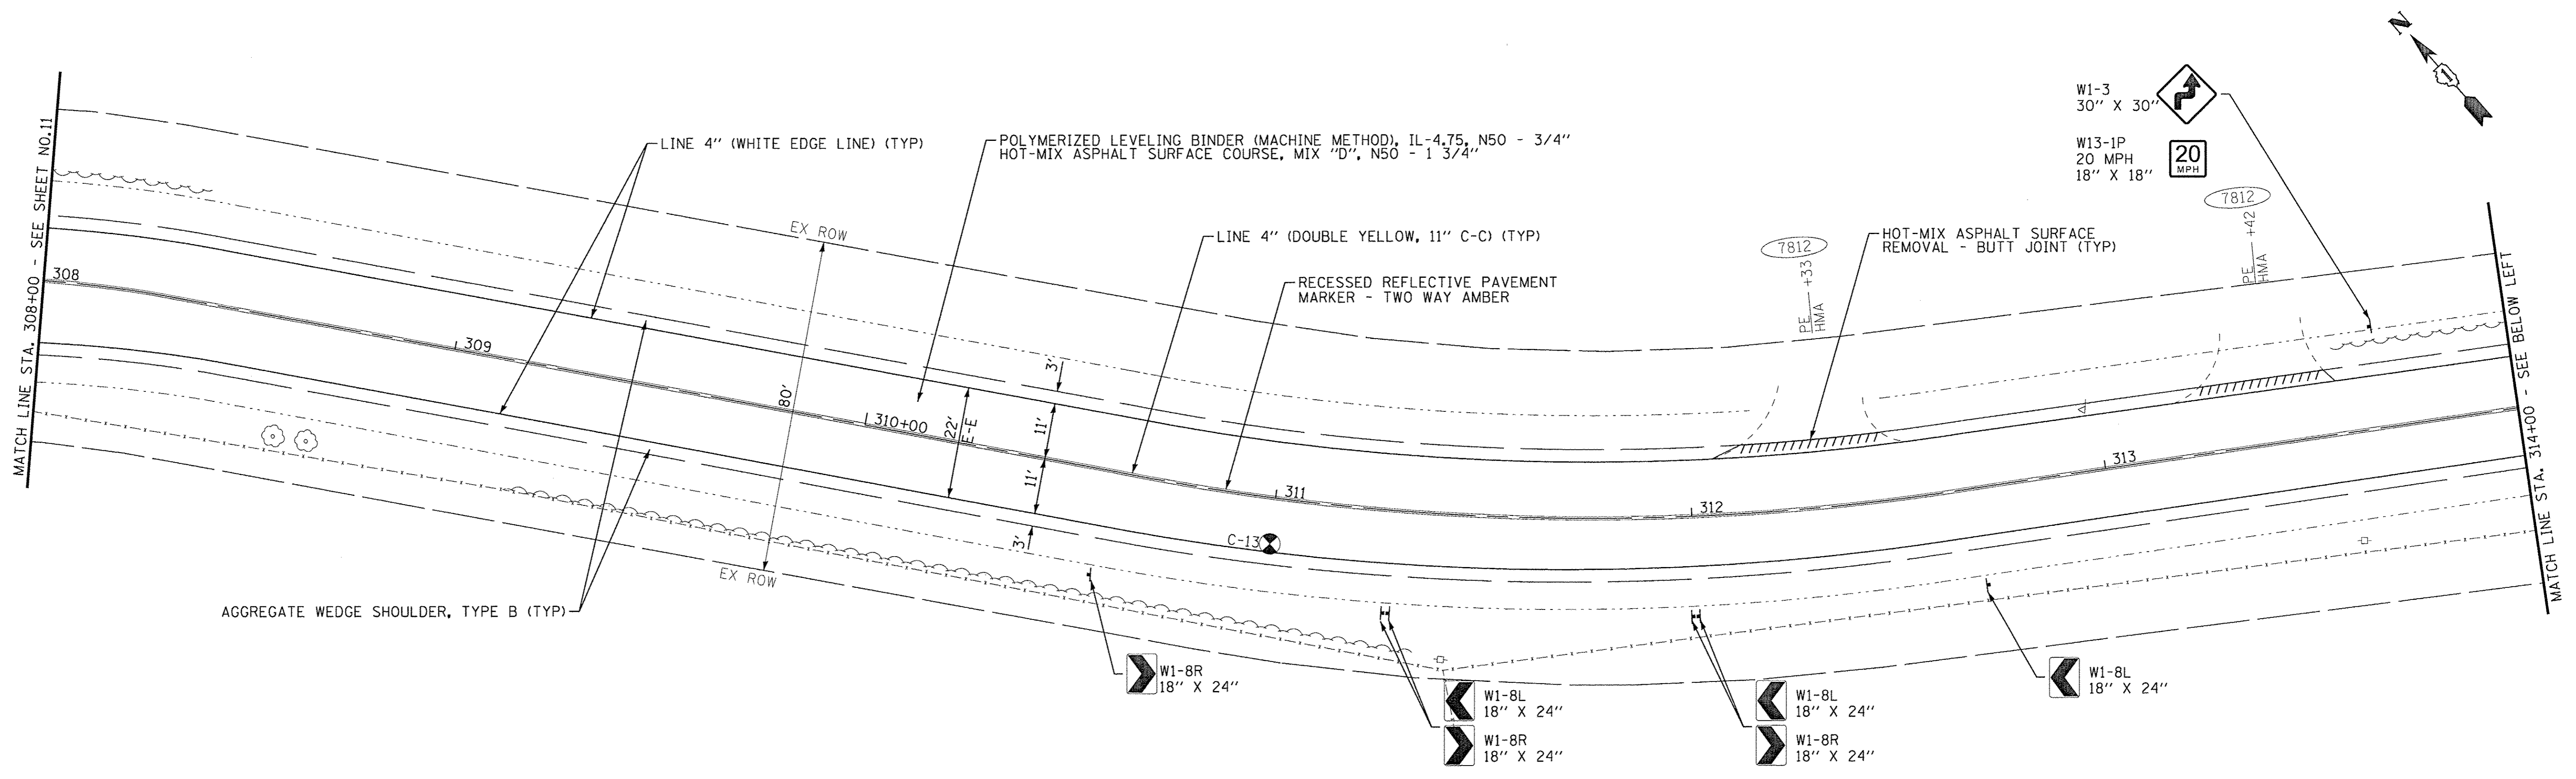 N
1
W1-3
30" X 30"
W13-1P
20 MPH
18" X 18"
20
MPH
MATCH LINE STA. 308+00 - SEE SHEET NO.11
LINE 4" (WHITE EDGE LINE) (TYP)
POLYMERIZED LEVELING BINDER (MACHINE METHOD), IL-4.75, N50 - 3/4"
HOT-MIX ASPHALT SURFACE COURSE, MIX "D", N50 - 1 3/4"
EX ROW
LINE 4" (DOUBLE YELLOW, 11" C-C) (TYP)
RECESSED REFLECTIVE PAVEMENT
MARKER - TWO WAY AMBER
7812
PE +33
HMA
HOT-MIX ASPHALT SURFACE
REMOVAL - BUTT JOINT (TYP)
7812
PE +42
HMA
308
309
80'
310+00
22'
E-E
3'
11'
11'
3'
311
312
313
C-13
EX ROW
AGGREGATE WEDGE SHOULDER, TYPE B (TYP)
W1-8R
18" X 24"
W1-8L
18" X 24"
W1-8R
18" X 24"
W1-8L
18" X 24"
W1-8R
18" X 24"
W1-8L
18" X 24"
MATCH LINE STA. 314+00 - SEE BELOW LEFT